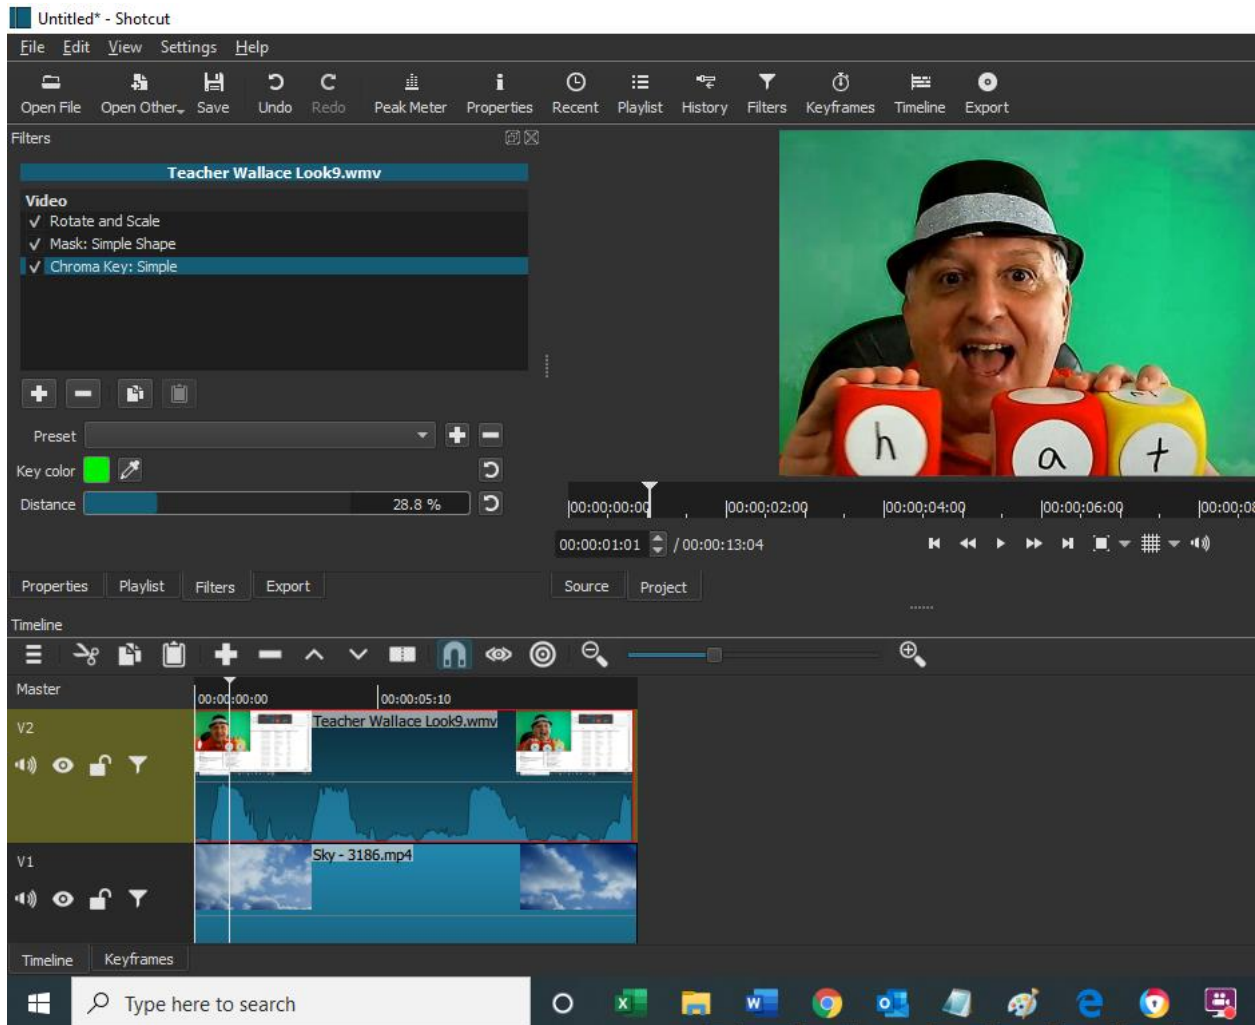 Untitled* - Shotcut
File Edit View Settings Help
Open File Open Other Save Undo Redo Peak Meter Properties Recent Playlist History Filters Keyframes Timeline Export
Filters
Teacher Wallace Look9.wmv
Video
Rotate and Scale
Mask: Simple Shape
Chroma Key: Simple
h a t
Preset
Key color
Distance 28.8 %
00:00:00:00 00:00:02:00 00:00:04:00 00:00:06:00 00:00:08
00:00:01:01 / 00:00:13:04
Properties Playlist Filters Export Source Project
Timeline
Master
00:00:00:00 00:00:05:10
V2
Teacher Wallace Look9.wmv
V1
Sky - 3186.mp4
Timeline Keyframes
Type here to search